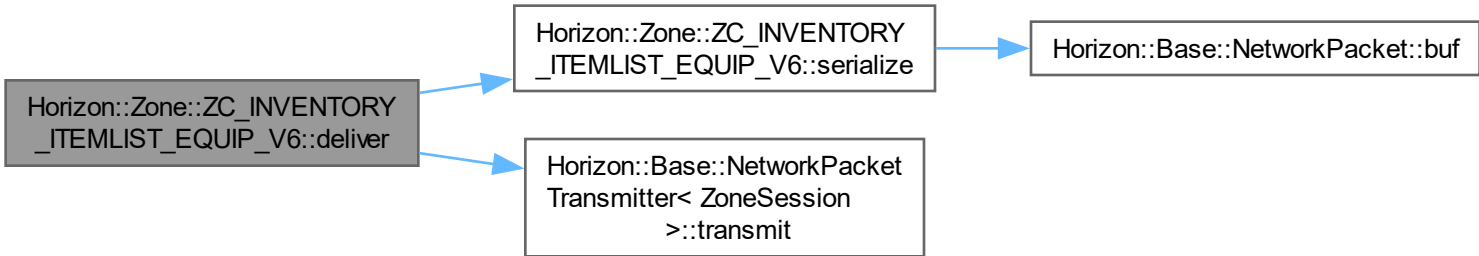 Horizon::Zone::ZC_INVENTORY
_ITEMLIST_EQUIP_V6::deliver
Horizon::Zone::ZC_INVENTORY
_ITEMLIST_EQUIP_V6::serialize
Horizon::Base::NetworkPacket::buf
Horizon::Base::NetworkPacket
Transmitter< ZoneSession
>::transmit